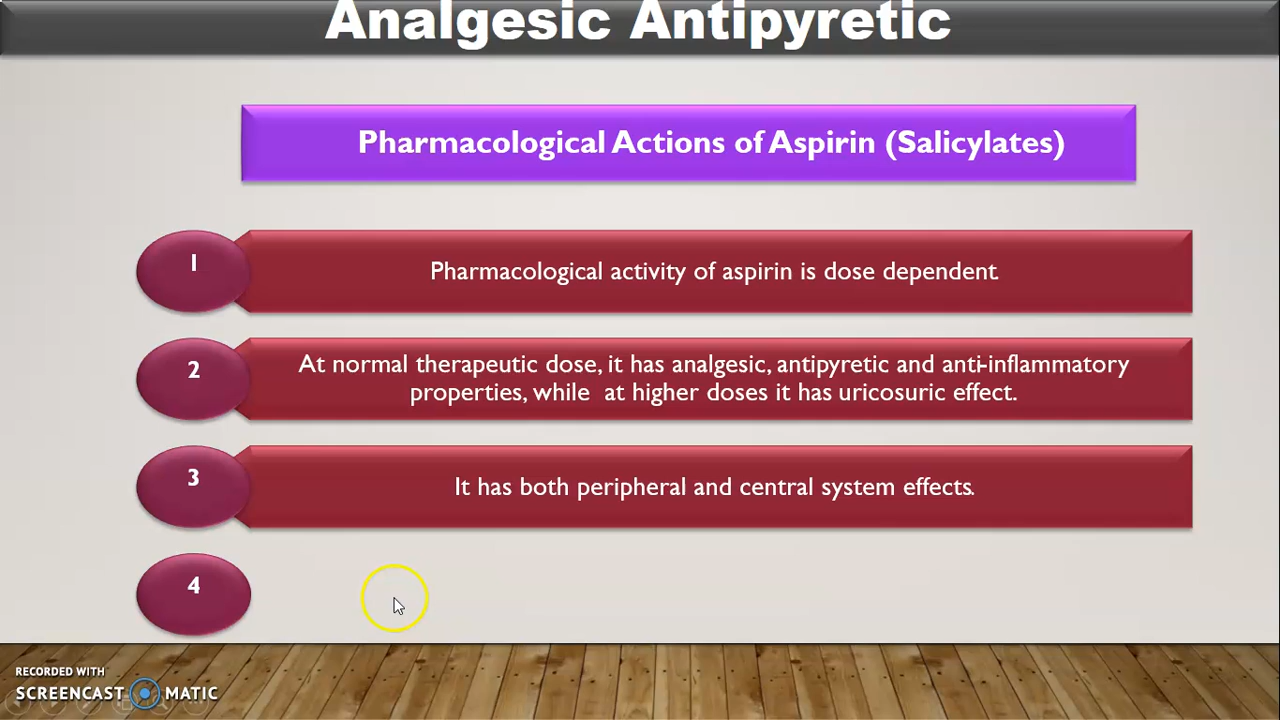 Analgesic Antipyretic
Pharmacological Actions of Aspirin (Salicylates)
1
Pharmacological activity of aspirin is dose dependent.
2
At normal therapeutic dose, it has analgesic, antipyretic and anti-inflammatory
properties, while at higher doses it has uricosuric effect.
3
It has both peripheral and central system effects.
4
RECORDED WITH
SCREENCAST MATIC